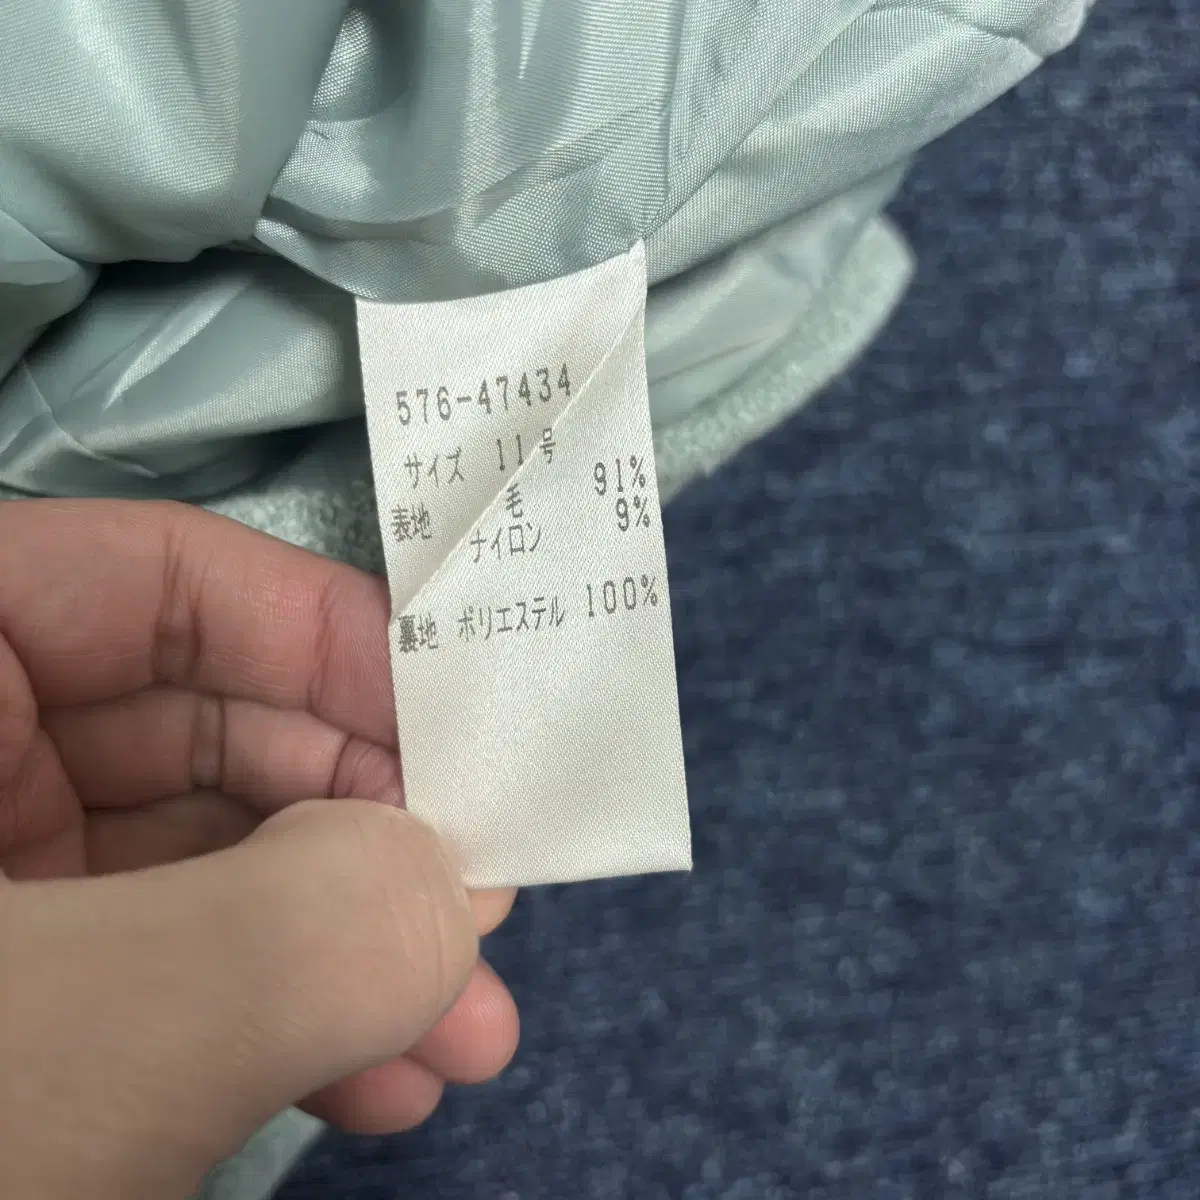 576-47434
サイズ 11号
表地 毛 91%
ナイロン 9%
裏地 ポリエステル 100%